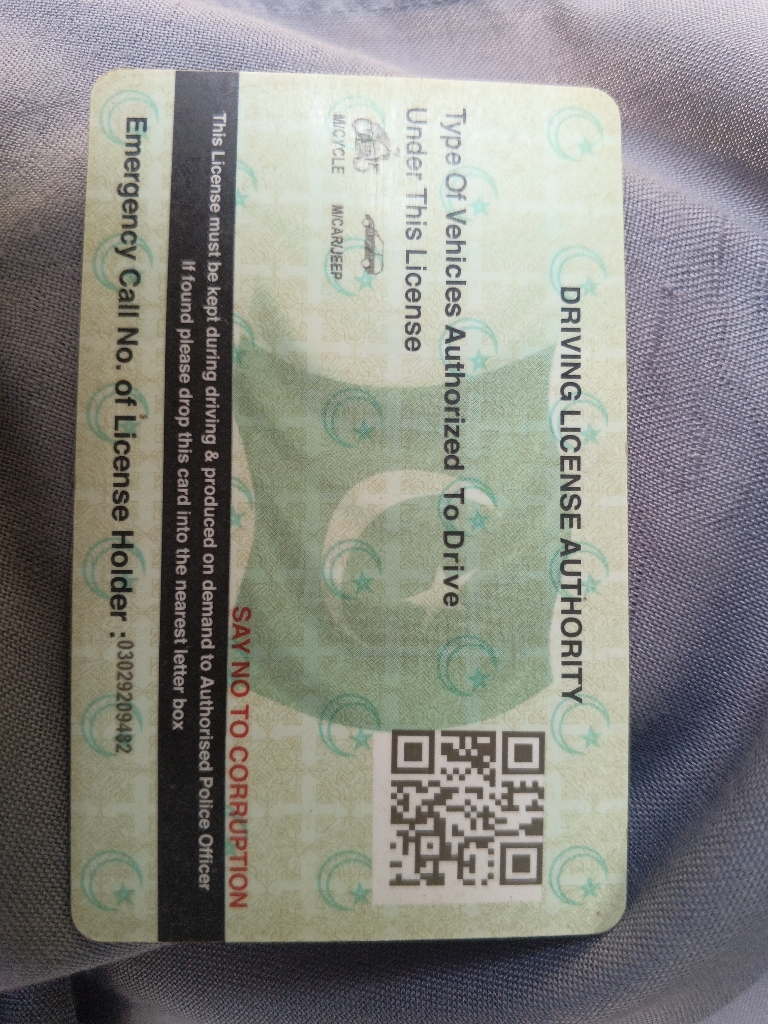 DRIVING LICENSE AUTHORITY
Type Of Vehicles Authorized To Drive
Under This License
M/CYCLE M/CAR/JEEP
SAY NO TO CORRUPTION
This License must be kept during driving & produced on demand to Authorised Police Officer
If found please drop this card into the nearest letter box
Emergency Call No. of License Holder : 03029209482